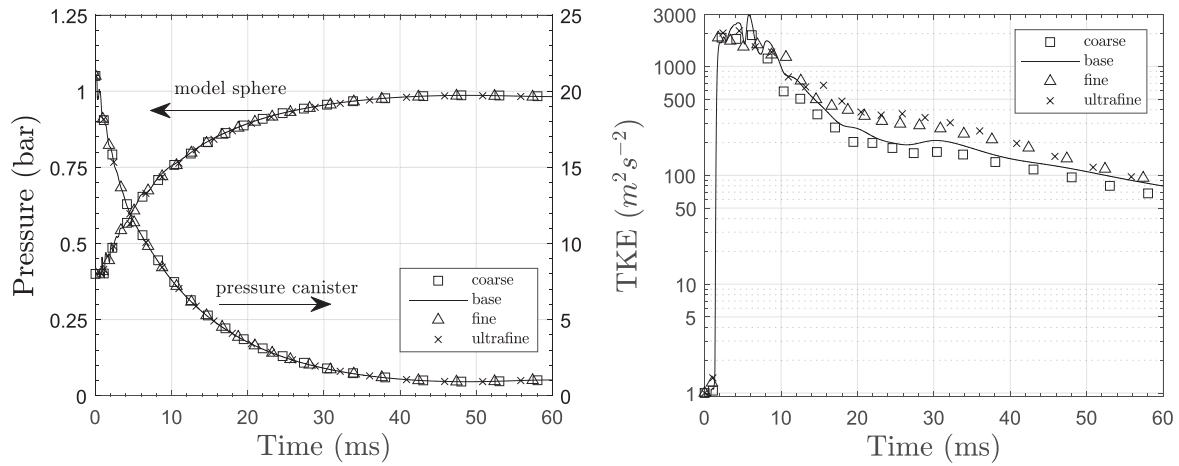 1.25
1
0.75
0.5
0.25
0
25
20
15
10
5
0
0 10 20 30 40 50 60
Pressure (bar)
Time (ms)
model sphere
pressure canister
coarse
base
fine
ultrafine
3000
1000
500
100
50
10
5
1
0 10 20 30 40 50 60
TKE (m²s⁻²)
Time (ms)
coarse
base
fine
ultrafine